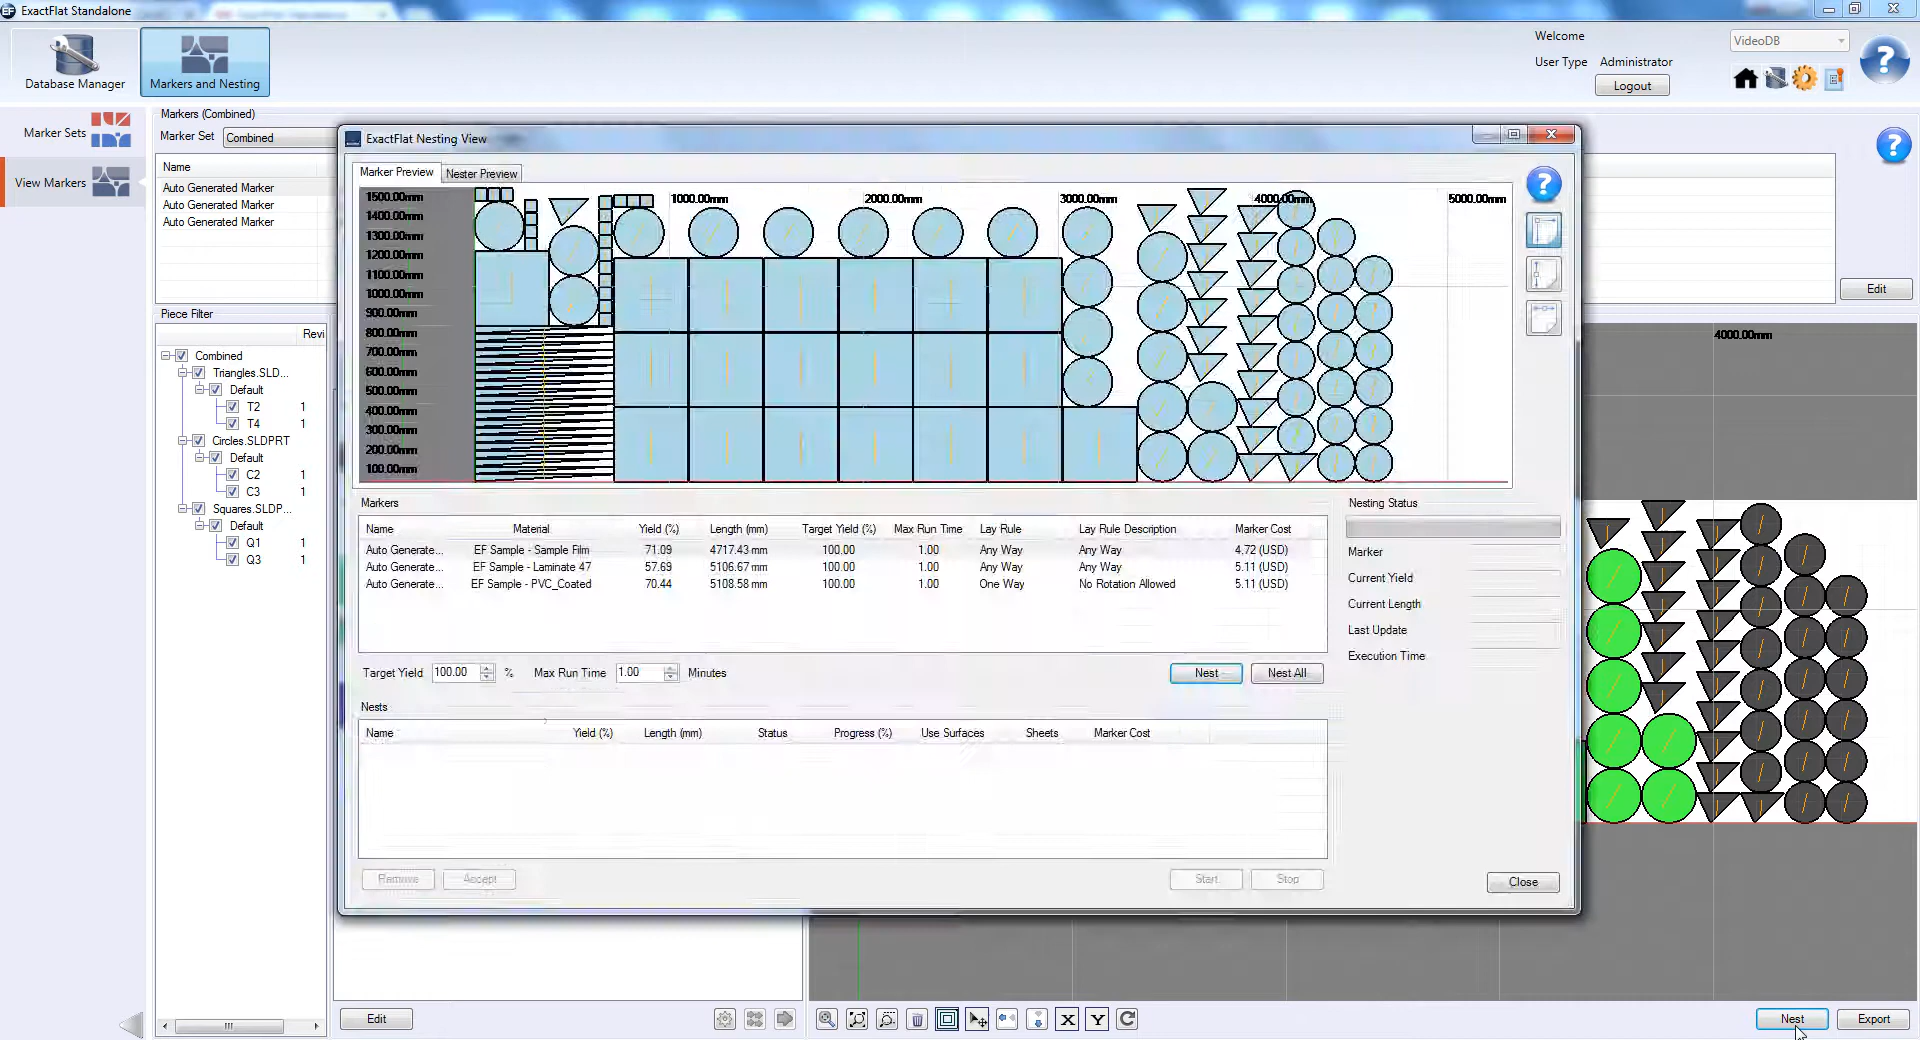 ExactFlat Standalone
Database Manager
Markers and Nesting
Welcome
User Type Administrator
Logout
VideoDB
Marker Sets
View Markers
Markers (Combined)
Marker Set Combined
Name
Auto Generated Marker
Auto Generated Marker
Auto Generated Marker
Edit
Piece Filter
Revi
Combined
Triangles.SLD...
Default
T2 1
T4 1
Circles.SLDPRT
Default
C2 1
C3 1
Squares.SLDP...
Default
Q1 1
Q3 1
ExactFlat Nesting View
Marker Preview Nester Preview
1500.00mm 1000.00mm 2000.00mm 3000.00mm 4000.00mm 5000.00mm
1400.00mm
1300.00mm
1200.00mm
1100.00mm
1000.00mm
900.00mm
800.00mm
700.00mm
600.00mm
500.00mm
400.00mm
300.00mm
200.00mm
100.00mm
Markers
Name Material Yield (%) Length (mm) Target Yield (%) Max Run Time Lay Rule Lay Rule Description Marker Cost
Auto Generate... EF Sample - Sample Film 71.09 4717.43 mm 100.00 1.00 Any Way Any Way 4.72 (USD)
Auto Generate... EF Sample - Laminate 47 57.69 5106.67 mm 100.00 1.00 Any Way Any Way 5.11 (USD)
Auto Generate... EF Sample - PVC_Coated 70.44 5108.58 mm 100.00 1.00 One Way No Rotation Allowed 5.11 (USD)
Target Yield 100.00 % Max Run Time 1.00 Minutes
Nest Nest All
Nests
Name Yield (%) Length (mm) Status Progress (%) Use Surfaces Sheets Marker Cost
Remove Accept Start Stop
Nesting Status
Marker
Current Yield
Current Length
Last Update
Execution Time
Close
4000.00mm
Edit
X Y
Nest Export